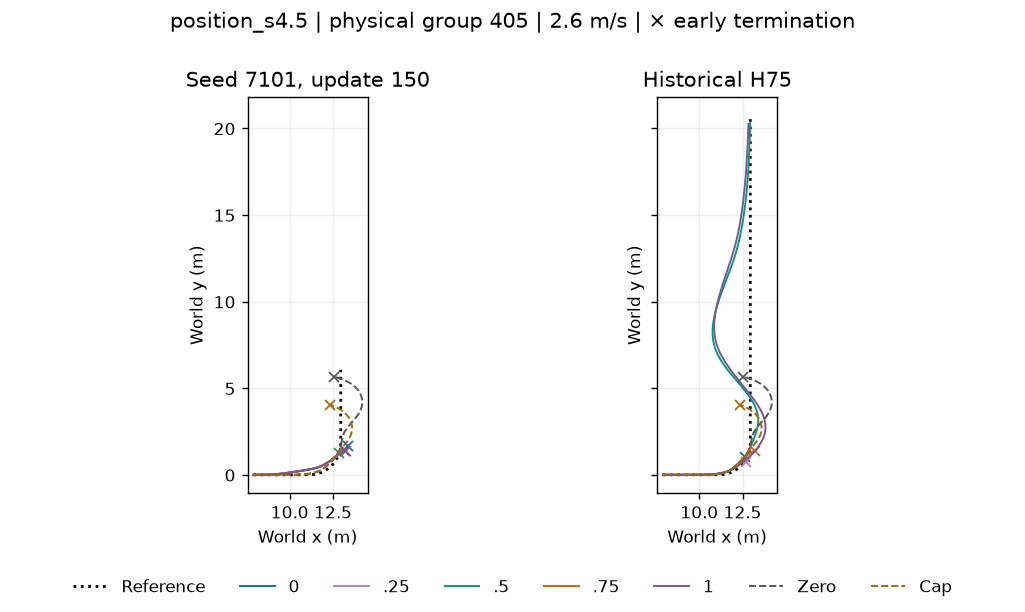 position_s4.5 | physical group 405 | 2.6 m/s | × early termination
Seed 7101, update 150
Historical H75
20
15
10
5
0
World y (m)
World y (m)
10.0 12.5
10.0 12.5
World x (m)
World x (m)
Reference
0
.25
.5
.75
1
Zero
Cap